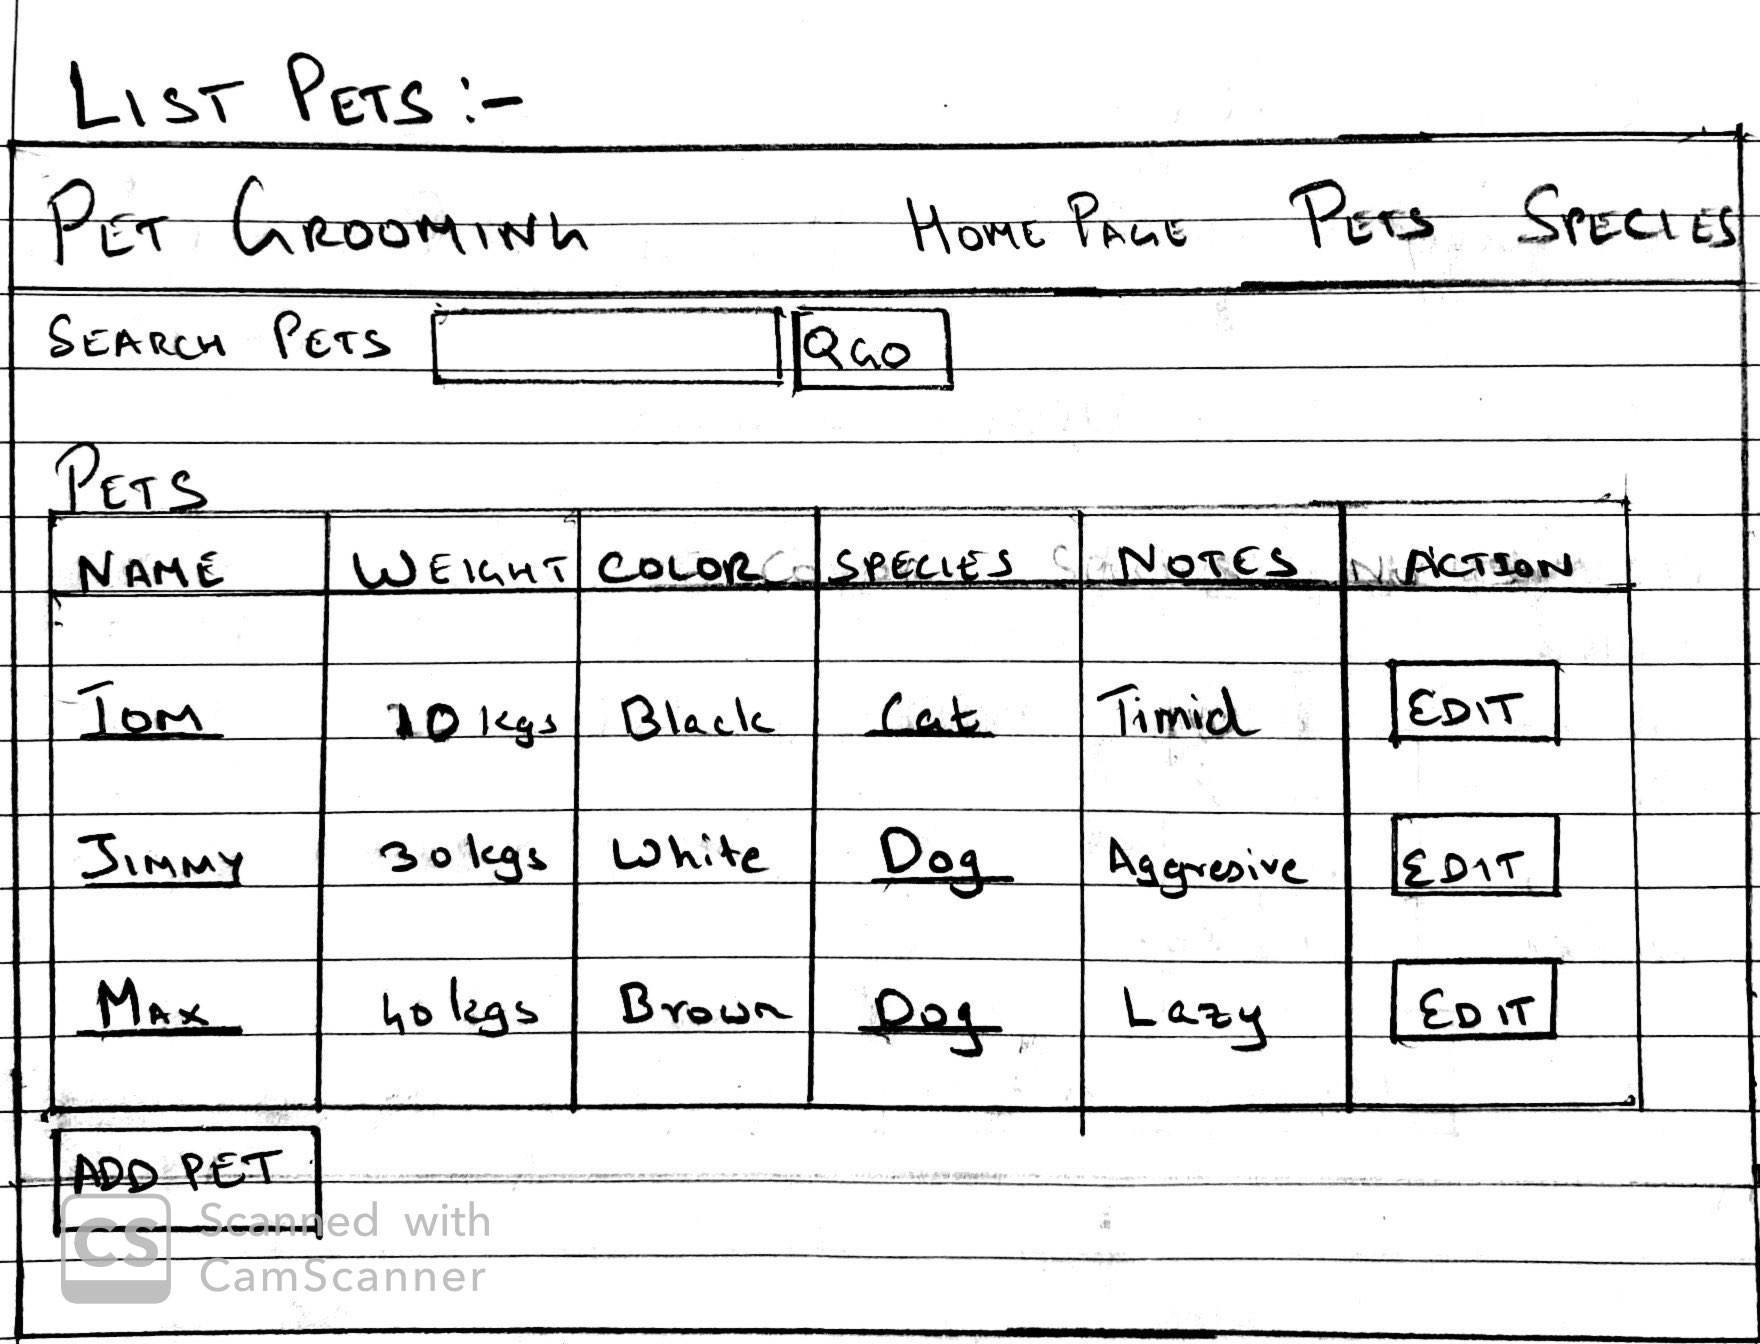 LIST PETS :-
PET GROOMING HOME PAGE PETS SPECIES
SEARCH PETS GO
PETS
NAME WEIGHT COLOR SPECIES NOTES ACTION
TOM 10 kgs Black Cat Timid EDIT
JIMMY 30 kgs White Dog Aggresive EDIT
MAX 40 kgs Brown Dog Lazy EDIT
ADD PET
CS Scanned with
CamScanner